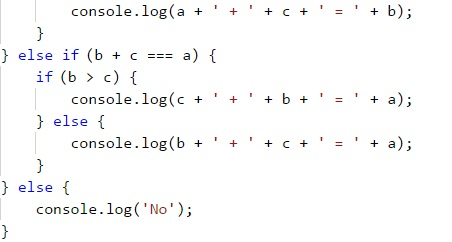 console.log(a + ' + ' + c + ' = ' + b);
    }
} else if (b + c === a) {
    if (b > c) {
        console.log(c + ' + ' + b + ' = ' + a);
    } else {
        console.log(b + ' + ' + c + ' = ' + a);
    }
} else {
    console.log('No');
}